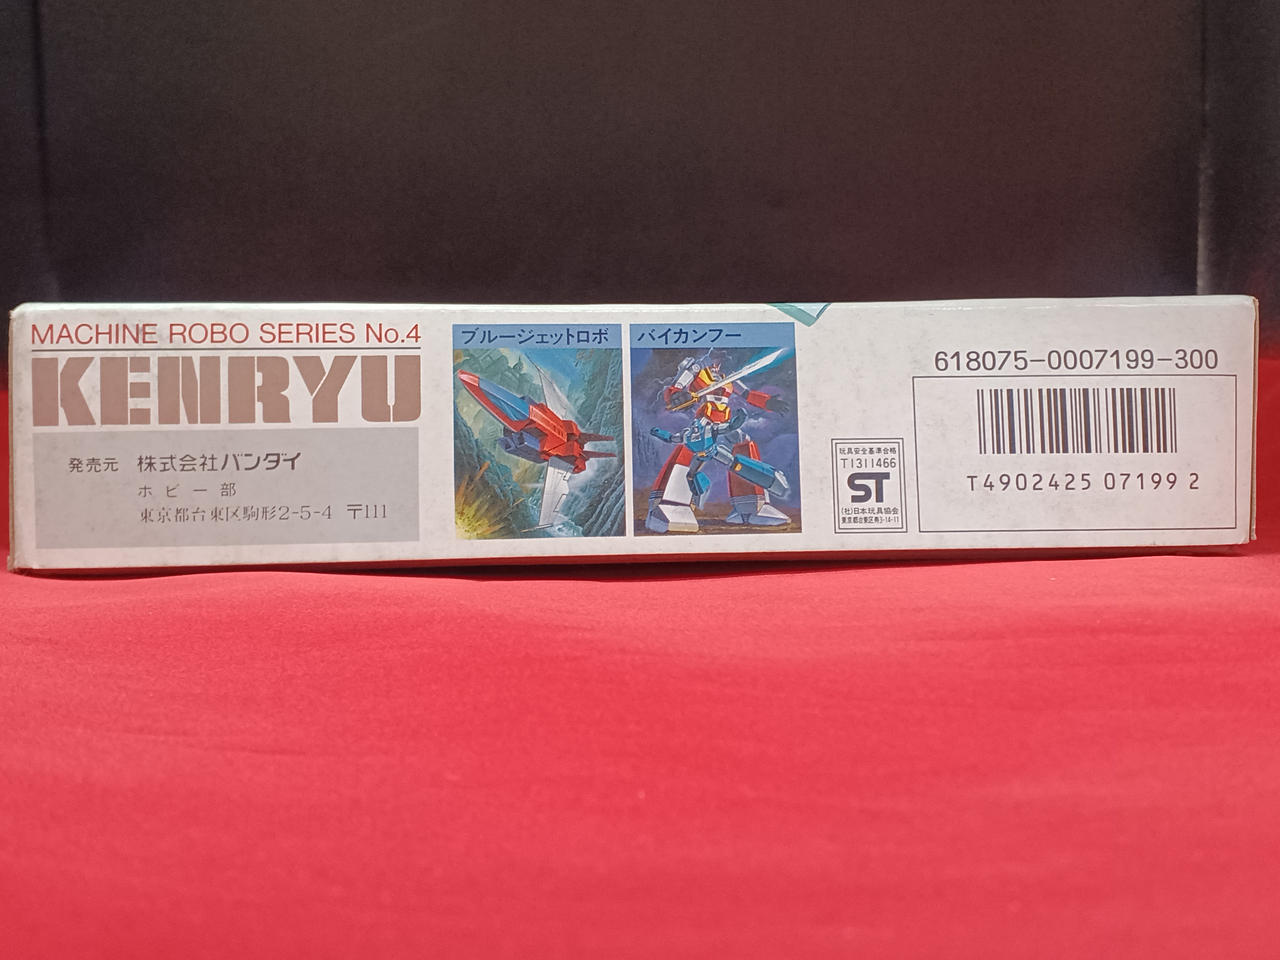 MACHINE ROBO SERIES No.4
KENRYU
発売元 株式会社バンダイ
ホビー部
東京都台東区駒形2-5-4 〒111
ブルージェットロボ
バイカンフー
玩具安全基準合格
T1311466
ST
(社)日本玩具協会
618075-0007199-300
T4902425 07199 2